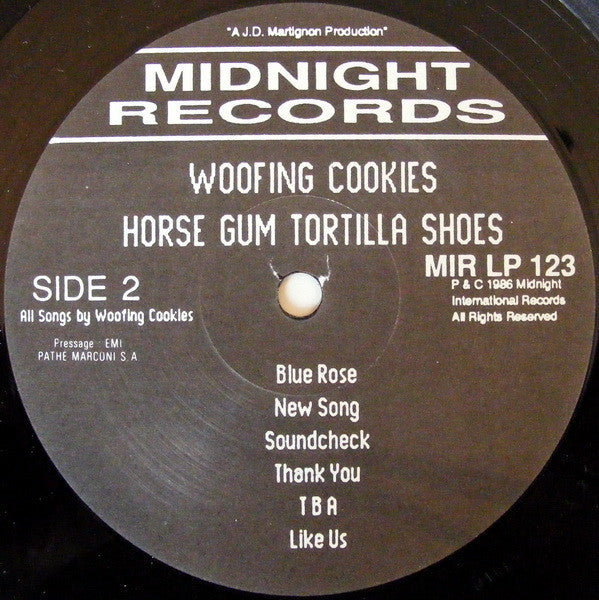 "A J.D. Martignon Production"
MIDNIGHT
RECORDS
WOOFING COOKIES
HORSE GUM TORTILLA SHOES
SIDE 2
All Songs by Woofing Cookies
Pressage : EMI
PATHE MARCONI S.A
MIR LP 123
P & C 1986 Midnight
International Records
All Rights Reserved
Blue Rose
New Song
Soundcheck
Thank You
T B A
Like Us